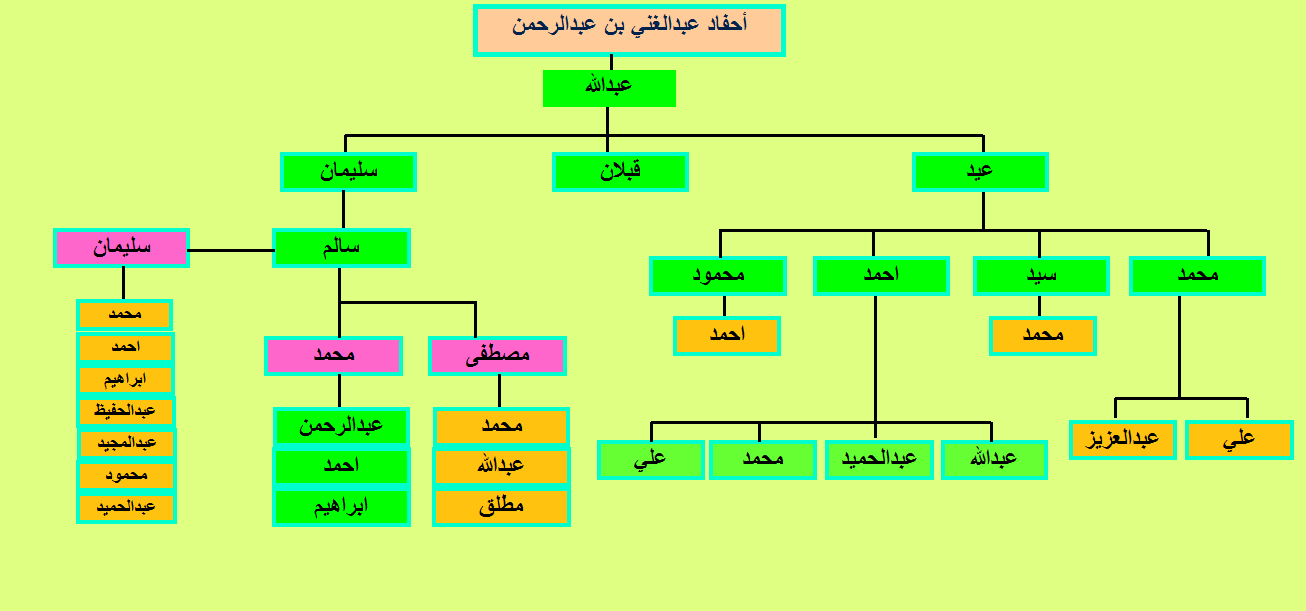 أحفاد عبدالغني بن عبدالرحمن
عبدالله
عيد
قبلان
سليمان
سالم
سليمان
محمد
سيد
احمد
محمود
محمد
احمد
علي
عبدالعزيز
عبدالله
عبدالحميد
محمد
علي
مصطفى
محمد
محمد
عبدالله
مطلق
عبدالرحمن
احمد
ابراهيم
محمد
احمد
ابراهيم
عبدالحفيظ
عبدالمجيد
محمود
عبدالحميد